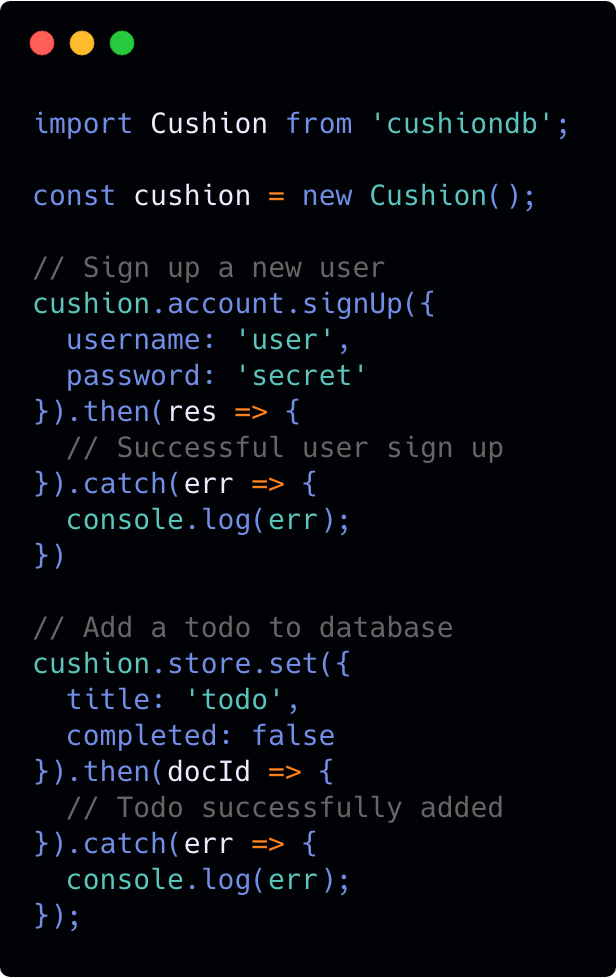 import Cushion from 'cushiondb';

const cushion = new Cushion();

// Sign up a new user
cushion.account.signUp({
  username: 'user',
  password: 'secret'
}).then(res => {
  // Successful user sign up
}).catch(err => {
  console.log(err);
})

// Add a todo to database
cushion.store.set({
  title: 'todo',
  completed: false
}).then(docId => {
  // Todo successfully added
}).catch(err => {
  console.log(err);
});